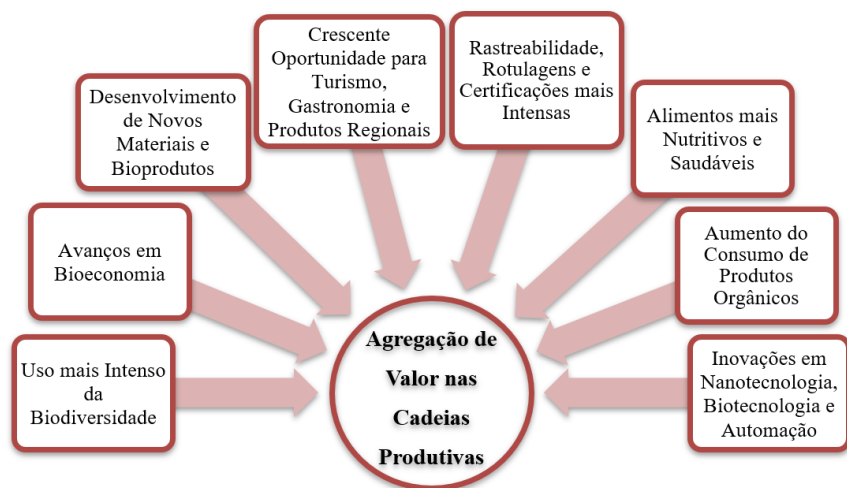 Uso mais Intenso
da
Biodiversidade
Avanços em
Bioeconomia
Desenvolvimento
de Novos
Materiais e
Bioprodutos
Crescente
Oportunidade para
Turismo,
Gastronomia e
Produtos Regionais
Rastreabilidade,
Rotulagens e
Certificações mais
Intensas
Alimentos mais
Nutritivos e
Saudáveis
Aumento do
Consumo de
Produtos
Orgânicos
Inovações em
Nanotecnologia,
Biotecnologia e
Automação
Agregação de
Valor nas
Cadeias
Produtivas